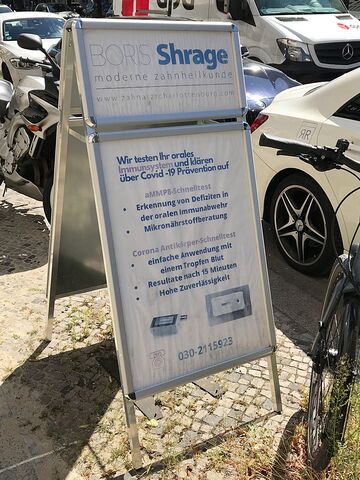 BORIS Shrage
moderne zahnheilkunde
www.zahnarztcharlottenburg.com
Wir testen Ihr orales
Immunsystem und klären
über Covid -19 Prävention auf
aMMP8-Schnelltest
• Erkennung von Defiziten in
der oralen Immunabwehr
• Mikronährstoffberatung
Corona Antikörper-Schnelltest
• einfache Anwendung mit
• einem Tropfen Blut
• Resultate nach 15 Minuten
• Hohe Zuverlässigkeit
030-2115923